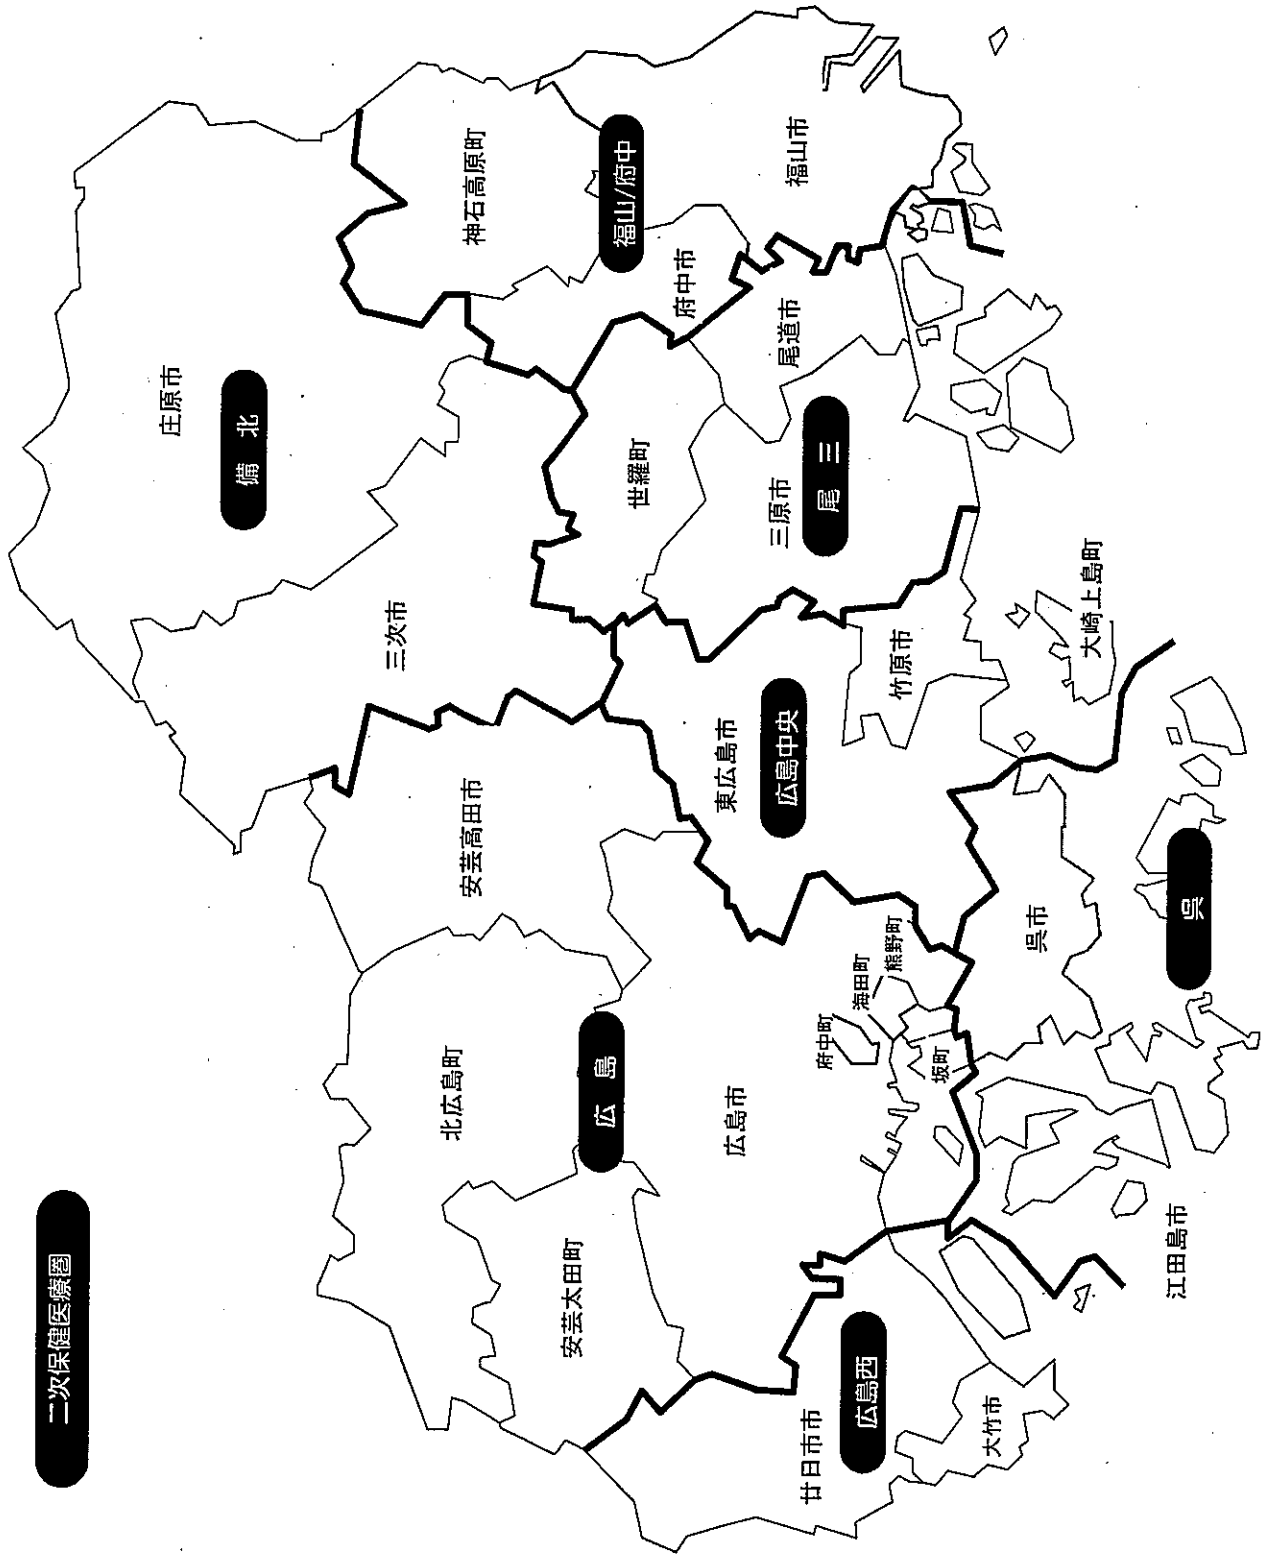 二次保健医療圏
庄原市
備北
三次市
神石高原町
福山/府中
福山市
府中市
尾道市
世羅町
三原市
尾三
安芸高田市
東広島市
広島中央
竹原市
大崎上島町
北広島町
広島
広島市
安芸太田町
府中町
海田町
熊野町
坂町
呉市
呉
江田島市
廿日市市
広島西
大竹市